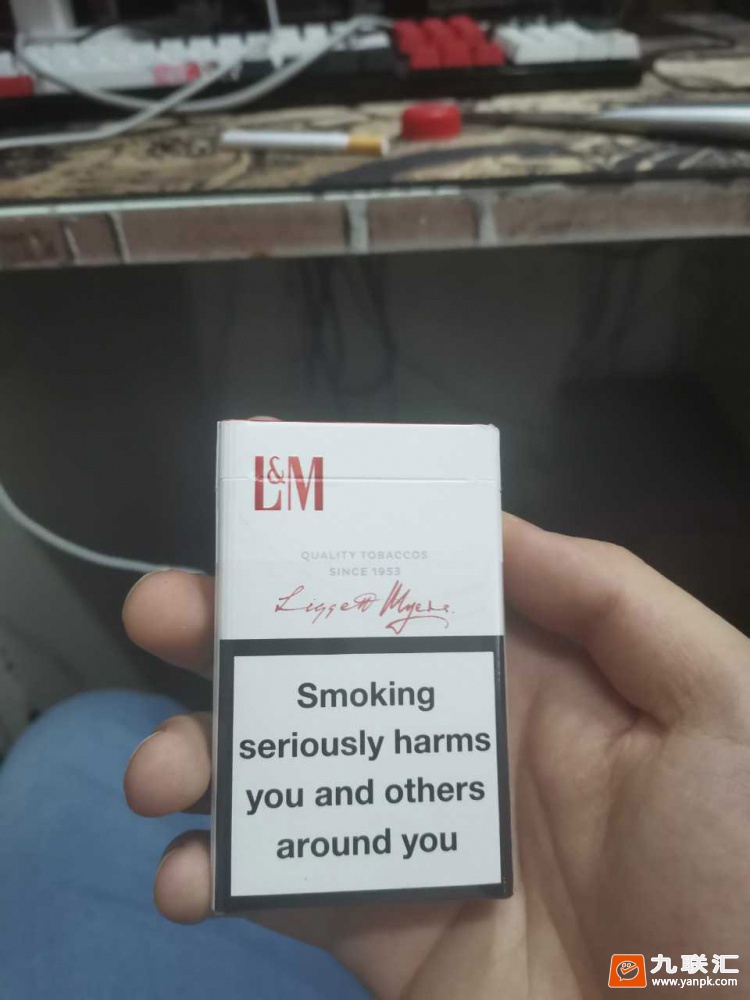 L&M
QUALITY TOBACCOS
SINCE 1953
Liggett Myers.
Smoking
seriously harms
you and others
around you
九联汇
www.yanpk.com